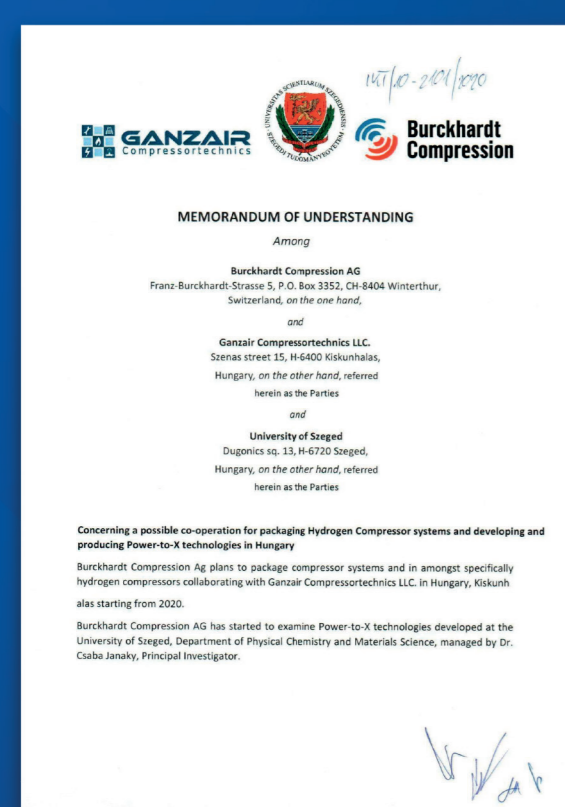 GANZAIR
Compressortechnics
UNIVERSITAS SCIENTIARUM SZEGEDIENSIS
SZEGEDI TUDOMÁNYEGYETEM
Burckhardt
Compression
MEMORANDUM OF UNDERSTANDING
Among
Burckhardt Compression AG
Franz-Burckhardt-Strasse 5, P.O. Box 3352, CH-8404 Winterthur,
Switzerland, on the one hand,
and
Ganzair Compressortechnics LLC.
Szenas street 15, H-6400 Kiskunhalas,
Hungary, on the other hand, referred
herein as the Parties
and
University of Szeged
Dugonics sq. 13, H-6720 Szeged,
Hungary, on the other hand, referred
herein as the Parties
Concerning a possible co-operation for packaging Hydrogen Compressor systems and developing and
producing Power-to-X technologies in Hungary
Burckhardt Compression Ag plans to package compressor systems and in amongst specifically
hydrogen compressors collaborating with Ganzair Compressortechnics LLC. in Hungary, Kiskunh
alas starting from 2020.
Burckhardt Compression AG has started to examine Power-to-X technologies developed at the
University of Szeged, Department of Physical Chemistry and Materials Science, managed by Dr.
Csaba Janaky, Principal Investigator.